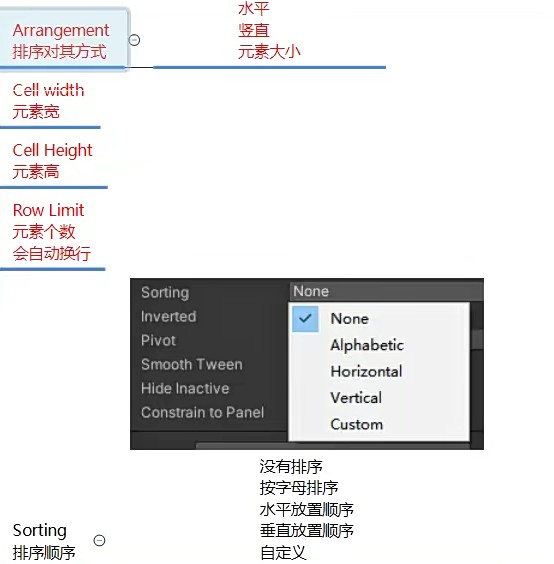 水平
Arrangement
竖直
排序对其方式
元素大小
Cell width
元素宽
Cell Height
元素高
Row Limit
元素个数
会自动换行
Sorting
None
Inverted
None
Pivot
Alphabetic
Smooth Tween
Horizontal
Hide Inactive
Vertical
Constrain to Panel
Custom
没有排序
按字母排序
水平放置顺序
Sorting
垂直放置顺序
排序顺序
自定义